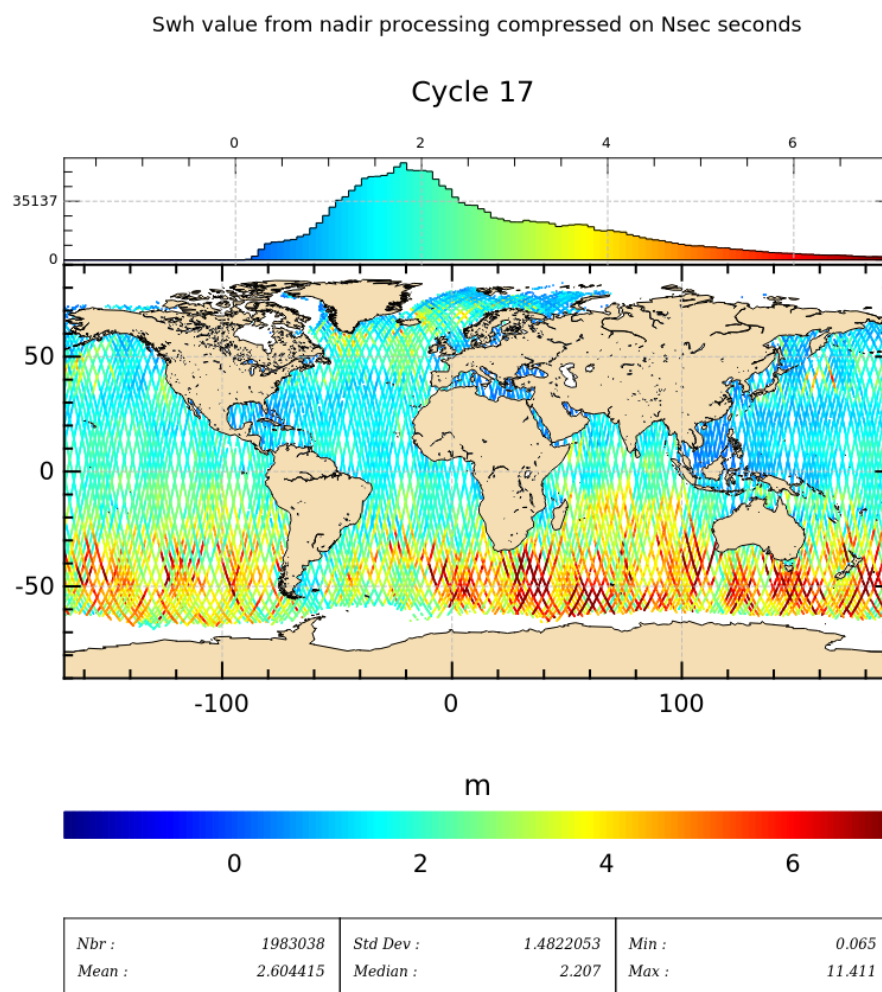 Swh value from nadir processing compressed on Nsec seconds
Cycle 17
0 2 4 6
35137
0
50
0
-50
-100 0 100
m
0 2 4 6
Nbr : 1983038 Std Dev : 1.4822053 Min : 0.065
Mean : 2.604415 Median : 2.207 Max : 11.411